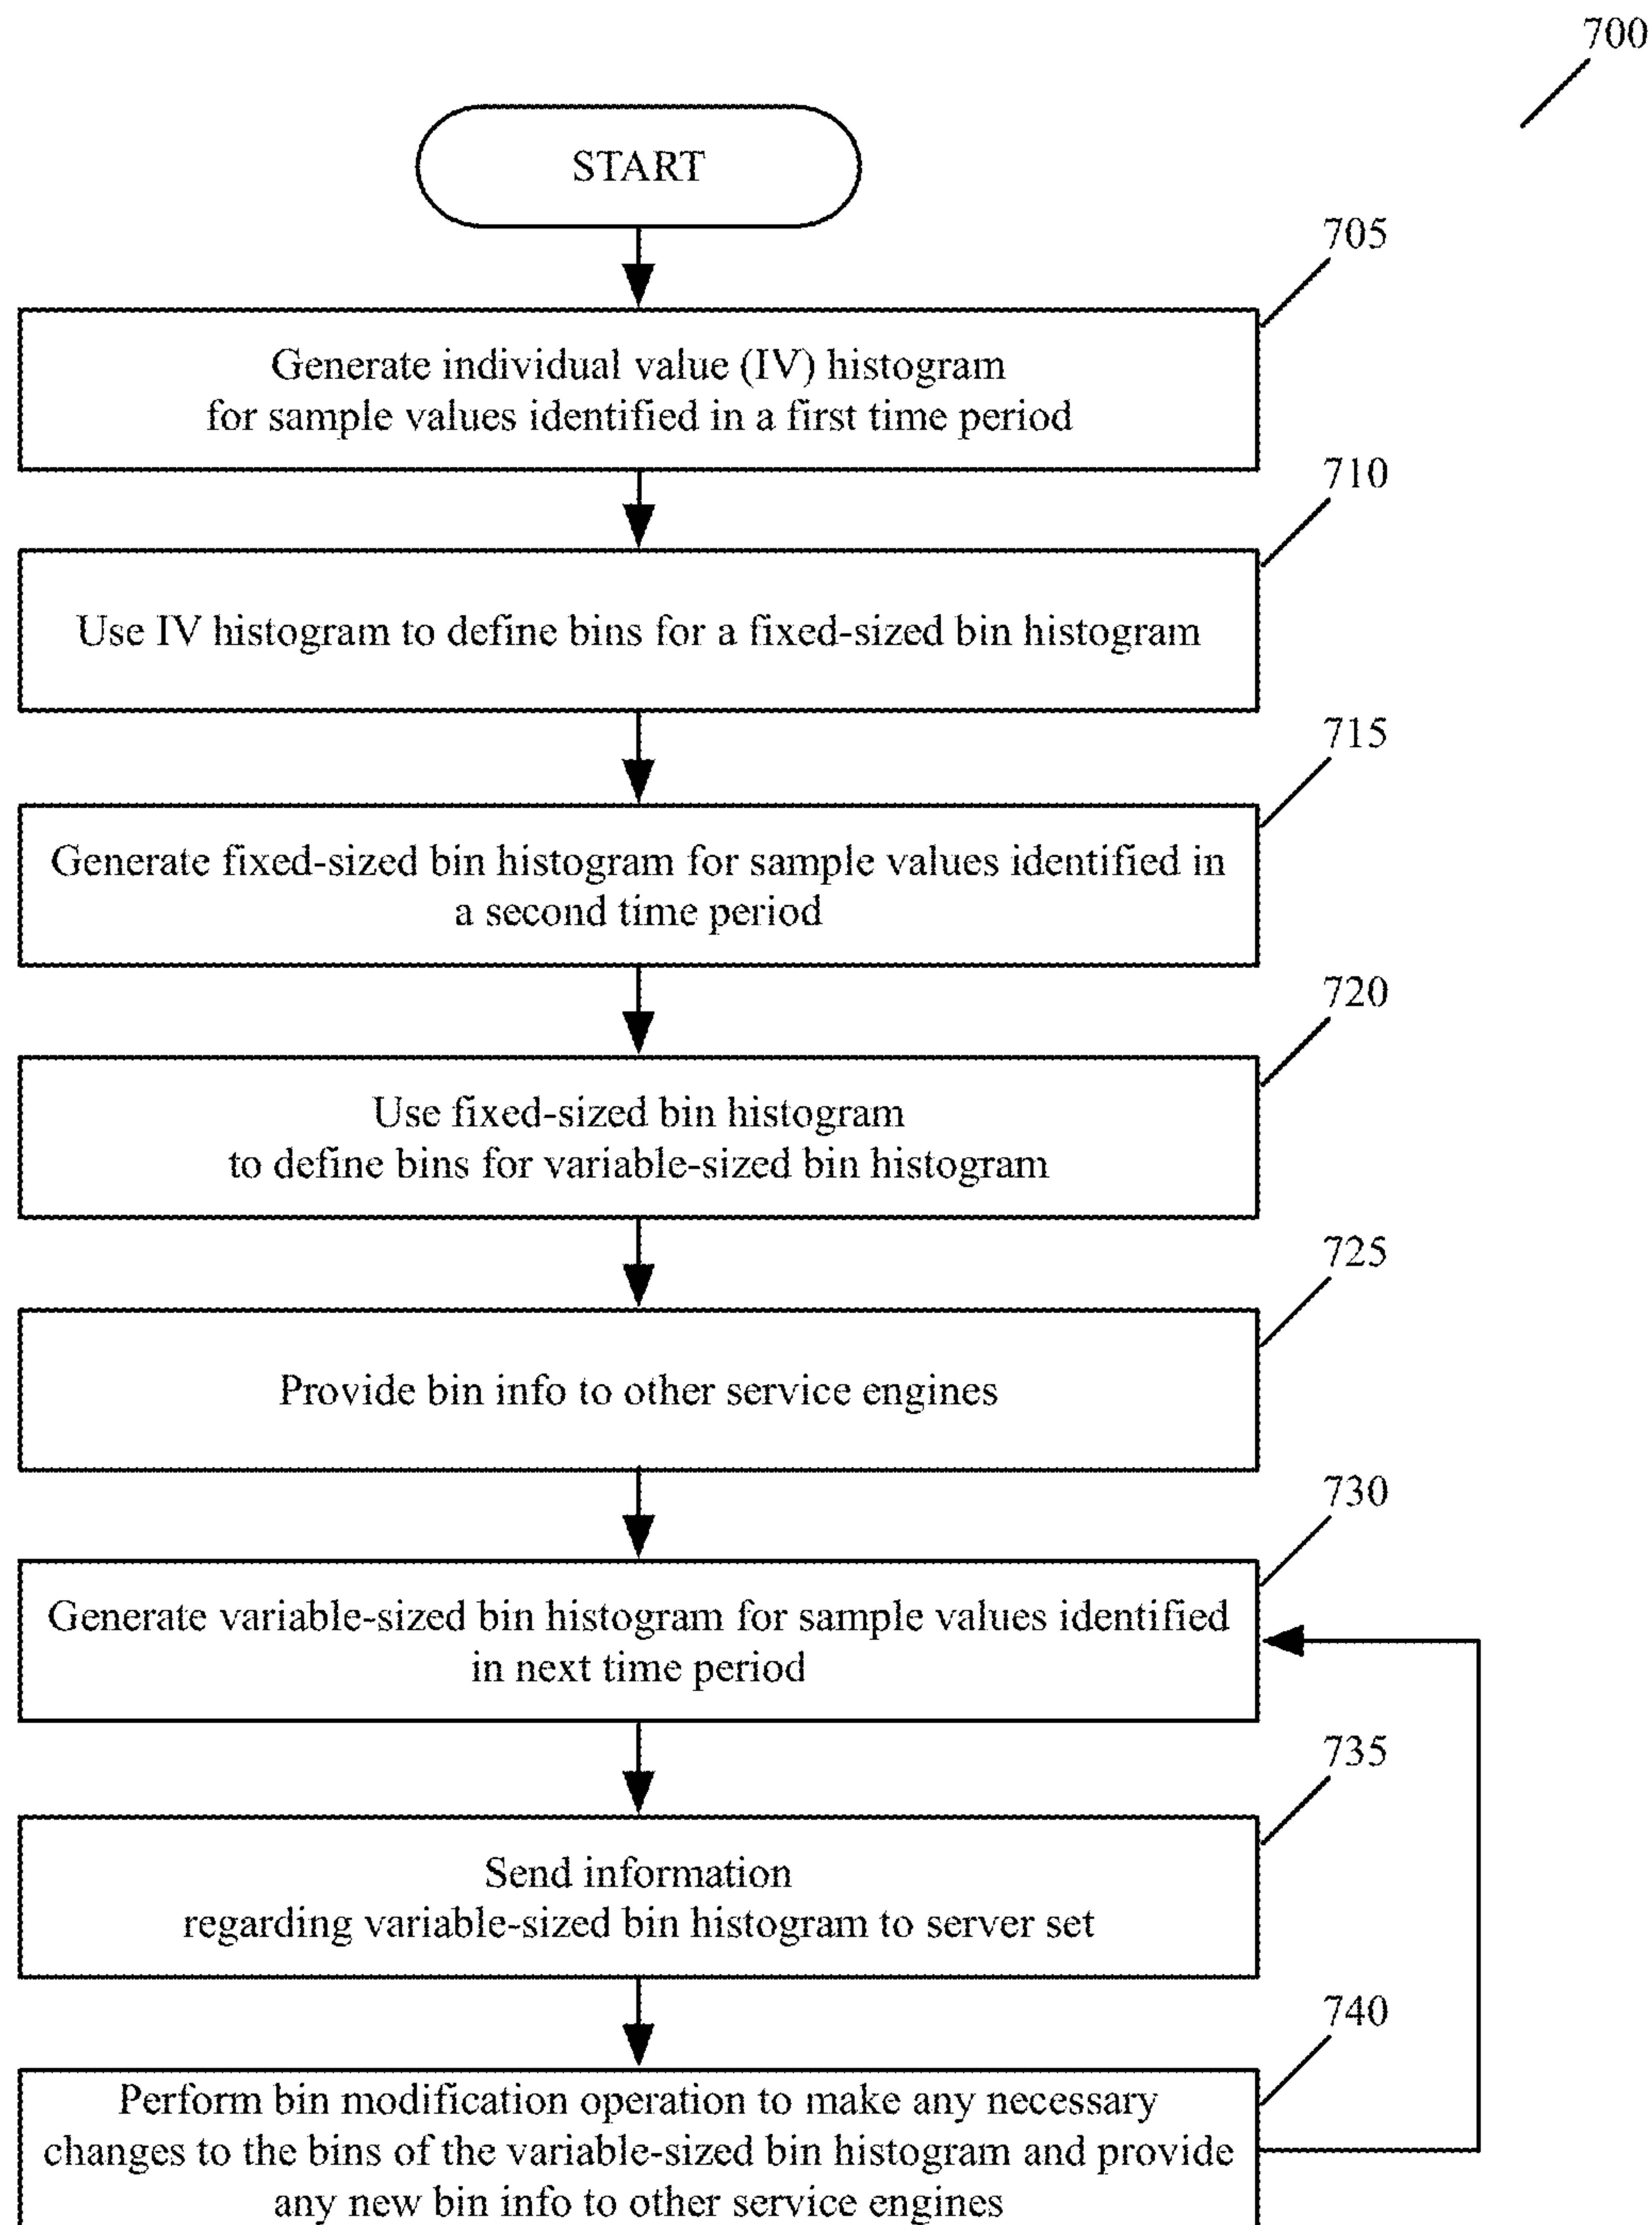 700
START
705
Generate individual value (IV) histogram
for sample values identified in a first time period
710
Use IV histogram to define bins for a fixed-sized bin histogram
715
Generate fixed-sized bin histogram for sample values identified in
a second time period
720
Use fixed-sized bin histogram
to define bins for variable-sized bin histogram
725
Provide bin info to other service engines
730
Generate variable-sized bin histogram for sample values identified
in next time period
735
Send information
regarding variable-sized bin histogram to server set
740
Perform bin modification operation to make any necessary
changes to the bins of the variable-sized bin histogram and provide
any new bin info to other service engines